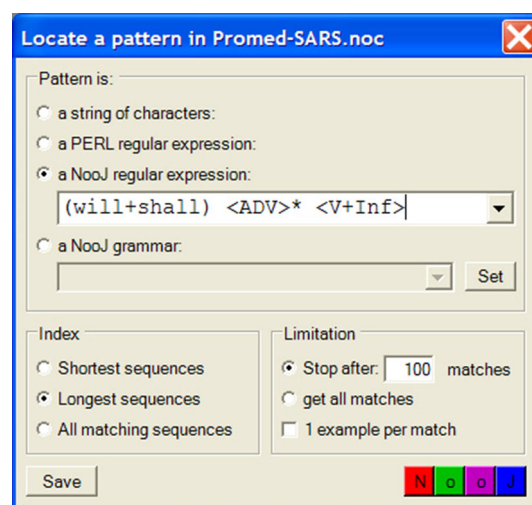 Locate a pattern in Promed-SARS.noc
Pattern is:
a string of characters:
a PERL regular expression:
a NooJ regular expression:
(will+shall) <ADV>* <V+Inf>
a NooJ grammar:
Set
Index
Shortest sequences
Longest sequences
All matching sequences
Limitation
Stop after: 100 matches
get all matches
1 example per match
Save
N o o J